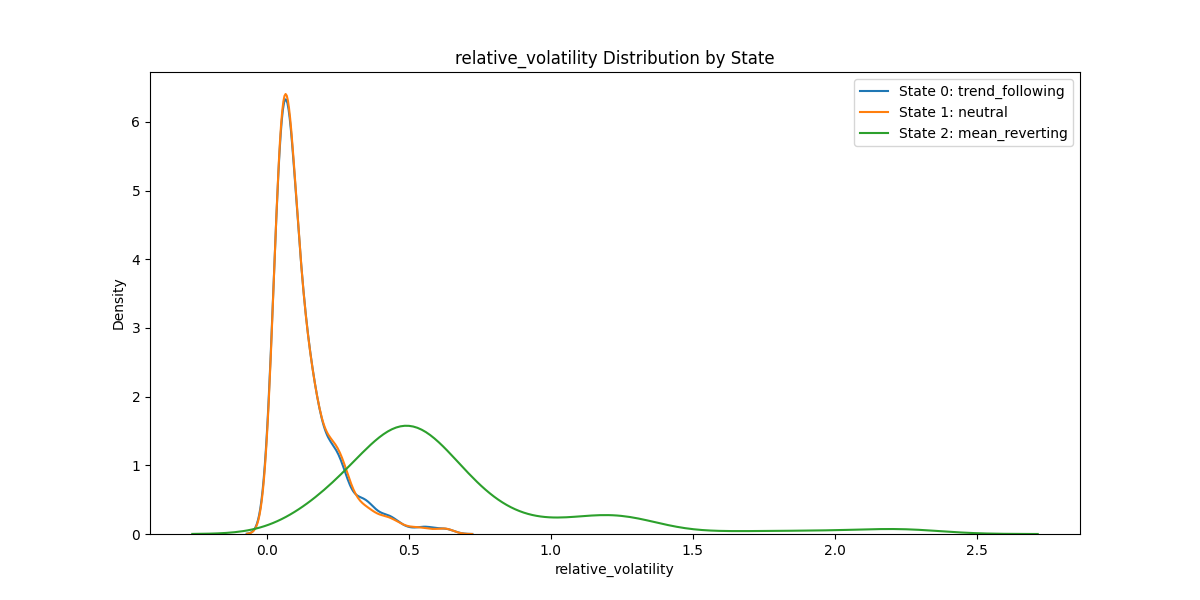 relative_volatility Distribution by State
State 0: trend_following
State 1: neutral
State 2: mean_reverting
Density
6
5
4
3
2
1
0
0.0 0.5 1.0 1.5 2.0 2.5
relative_volatility